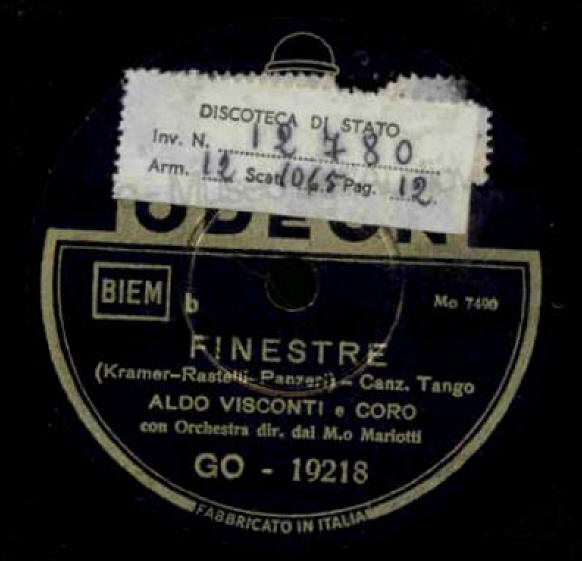 DISCOTECA DI STATO
Inv. N. 12780
Arm. 12 Scat. 1065 Pag. 12.
ODEON
BIEM b Mo 7490
FINESTRE
(Kramer-Rastelli-Panzeri) - Canz. Tango
ALDO VISCONTI e CORO
con Orchestra dir. dal M.o Mariotti
GO - 19218
FABBRICATO IN ITALIA